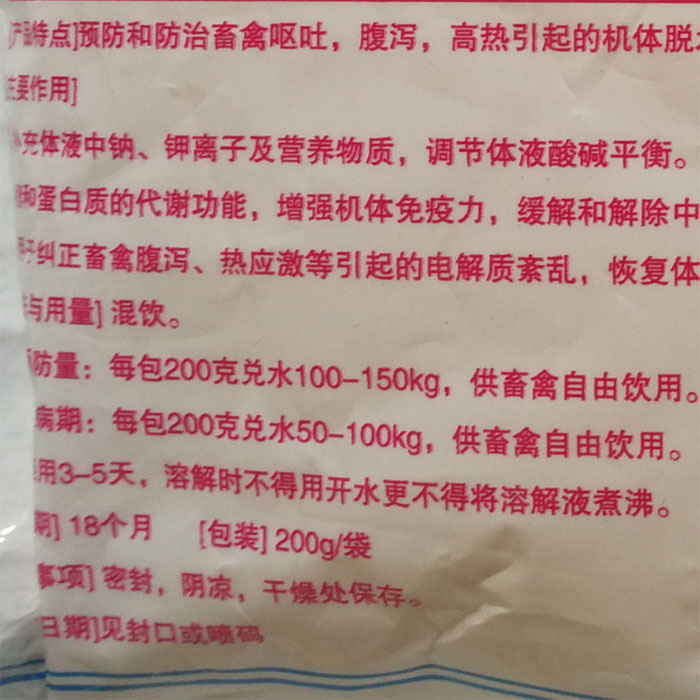 产品特点]预防和防治畜禽呕吐，腹泻，高热引起的机体脱
主要作用]
补充体液中钠、钾离子及营养物质，调节体液酸碱平衡。
和蛋白质的代谢功能，增强机体免疫力，缓解和解除中
于纠正畜禽腹泻、热应激等引起的电解质紊乱，恢复体
与用量] 混饮。
防量：每包200克兑水100-150kg，供畜禽自由饮用。
病期：每包200克兑水50-100kg，供畜禽自由饮用。
用3-5天，溶解时不得用开水更不得将溶解液煮沸。
期] 18个月 [包装] 200g/袋
事项] 密封，阴凉，干燥处保存。
日期]见封口或喷码